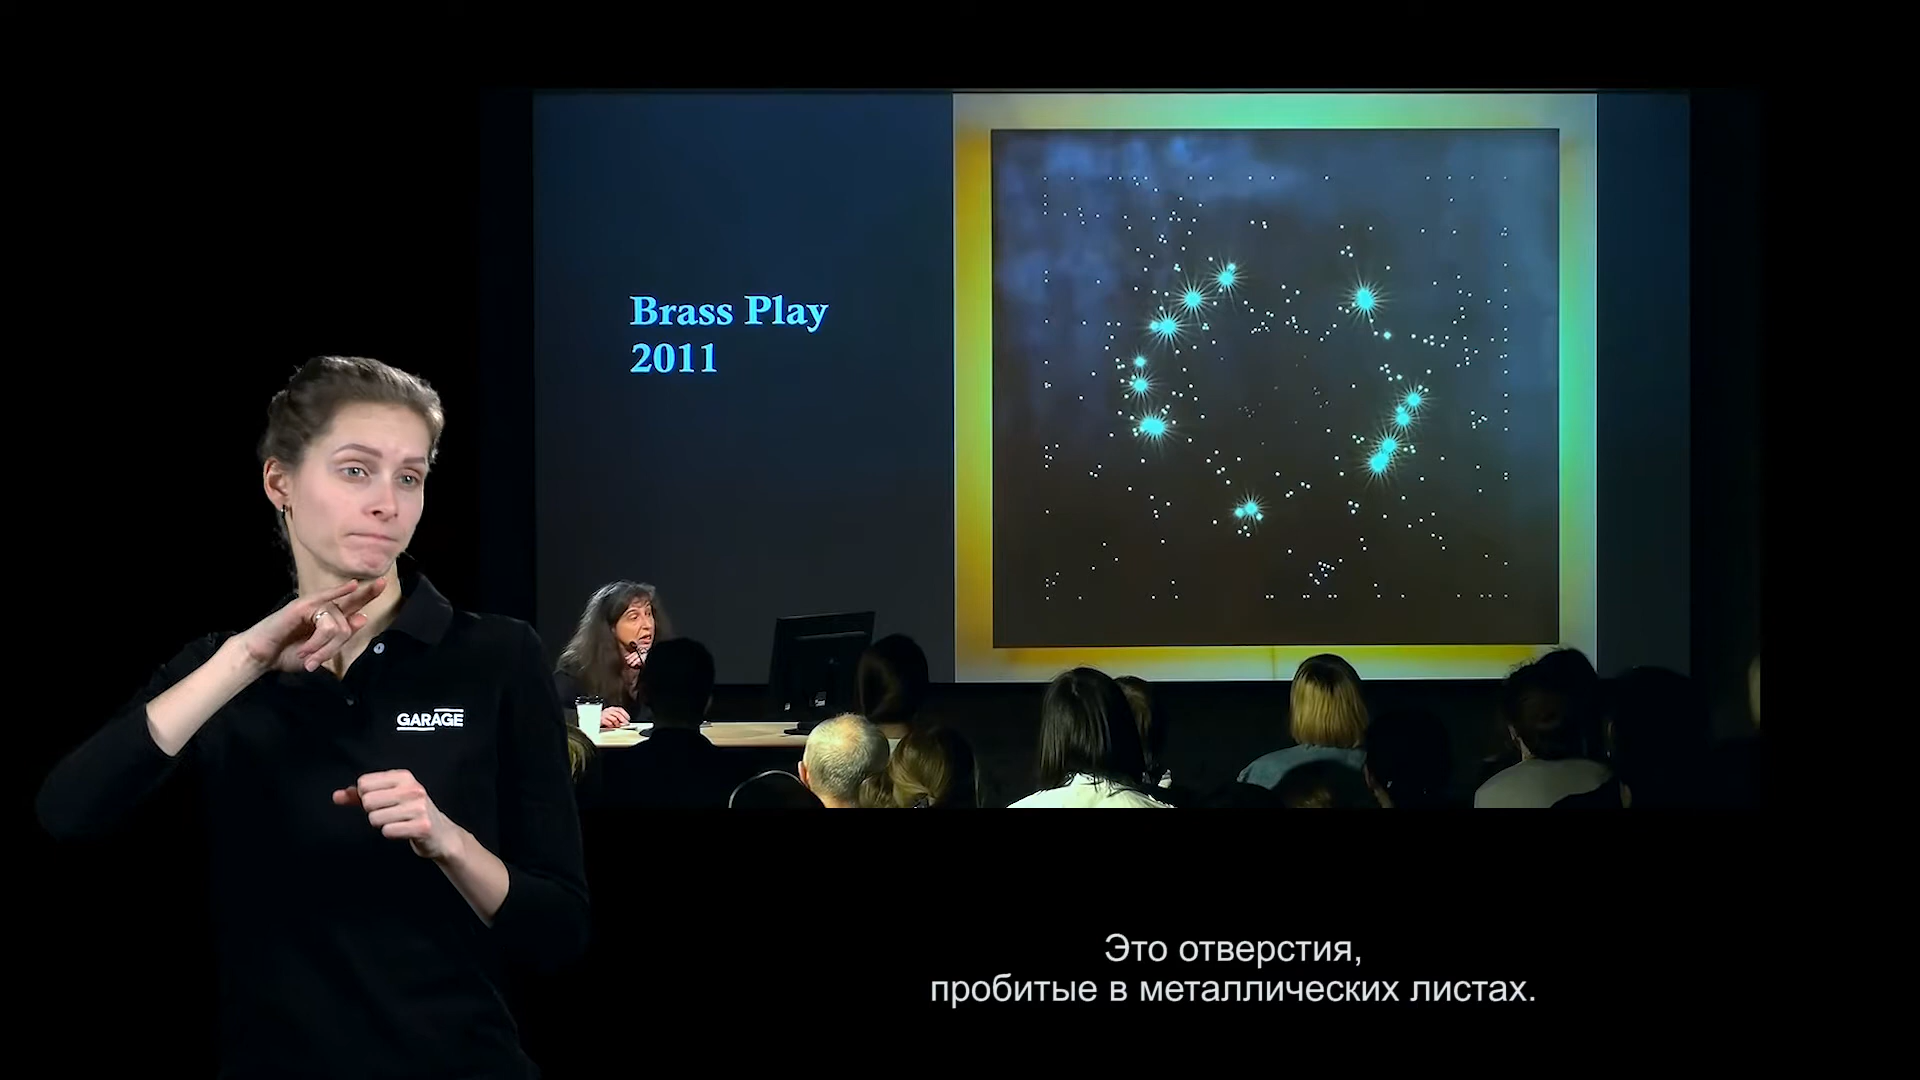 Brass Play
2011
GARAGE
Это отверстия,
пробитые в металлических листах.